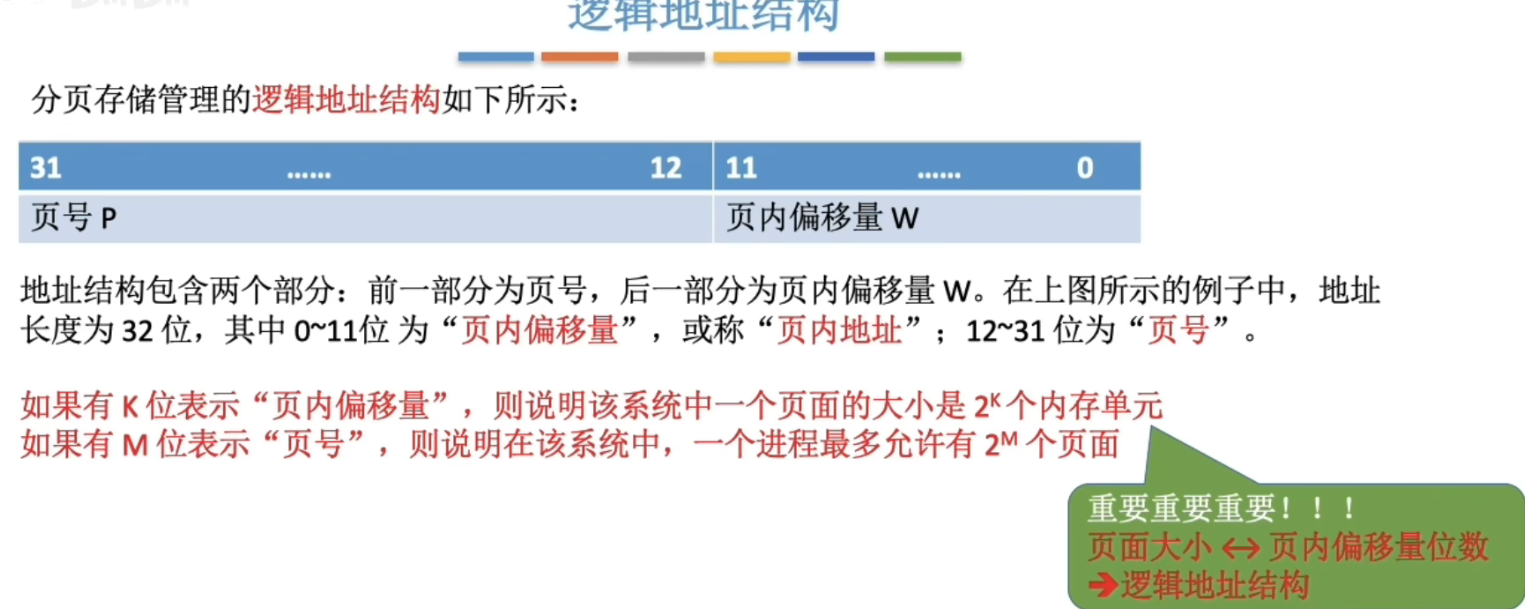 逻辑地址结构
分页存储管理的逻辑地址结构如下所示：
31 …… 12 11 …… 0
页号 P 页内偏移量 W
地址结构包含两个部分：前一部分为页号，后一部分为页内偏移量 W。在上图所示的例子中，地址
长度为 32 位，其中 0~11位 为“页内偏移量”，或称“页内地址”；12~31 位为“页号”。
如果有 K 位表示“页内偏移量”，则说明该系统中一个页面的大小是 2ᴷ 个内存单元
如果有 M 位表示“页号”，则说明在该系统中，一个进程最多允许有 2ᴹ 个页面
重要重要重要！！！
页面大小 ↔ 页内偏移量位数
➔逻辑地址结构